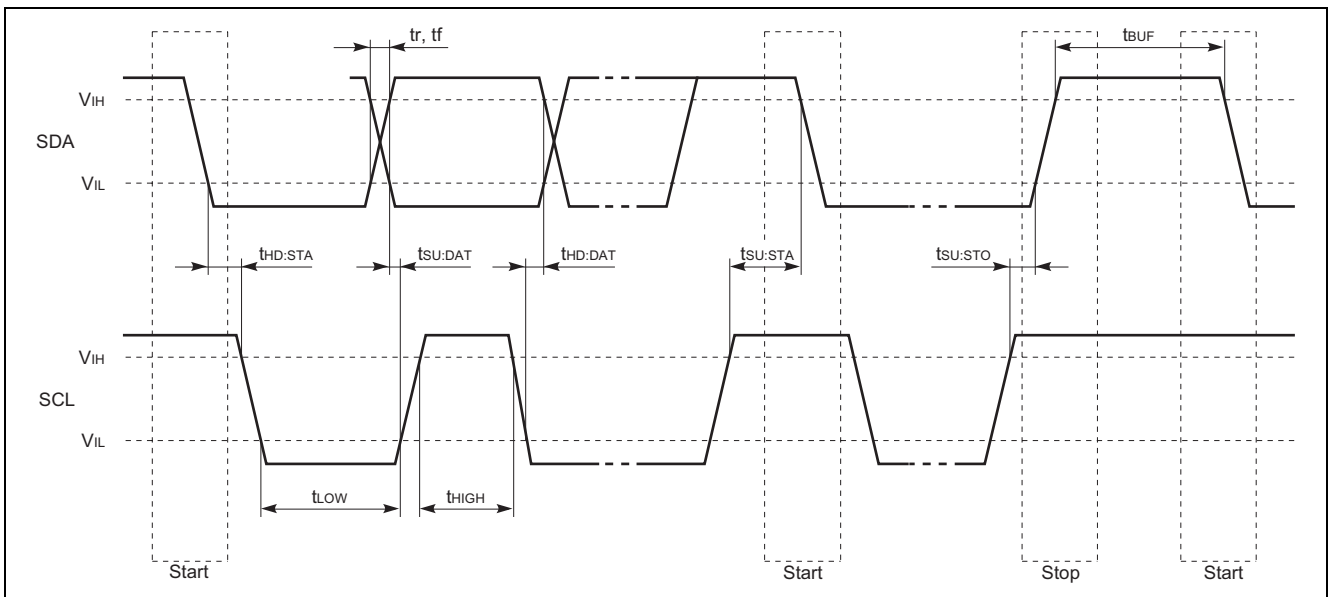 tr, tf
tBUF
VIH
SDA
VIL
tHD:STA
tSU:DAT
tHD:DAT
tSU:STA
tSU:STO
VIH
SCL
VIL
tLOW
tHIGH
Start
Start
Stop
Start